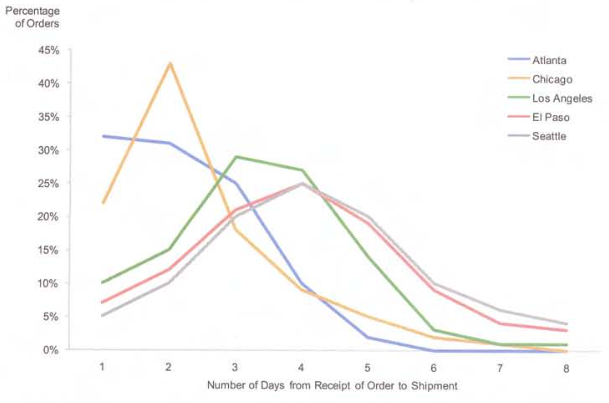 Percentage
of Orders
45%
40%
35%
30%
25%
20%
15%
10%
5%
0%
Atlanta
Chicago
Los Angeles
El Paso
Seattle
1 2 3 4 5 6 7 8
Number of Days from Receipt of Order to Shipment